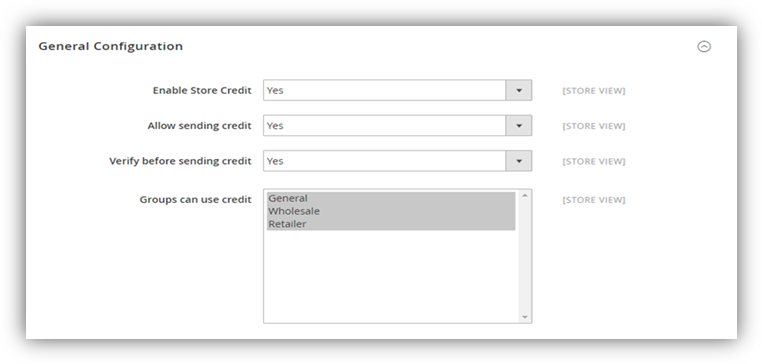 General Configuration
Enable Store Credit Yes [STORE VIEW]
Allow sending credit Yes [STORE VIEW]
Verify before sending credit Yes [STORE VIEW]
Groups can use credit General [STORE VIEW]
Wholesale
Retailer